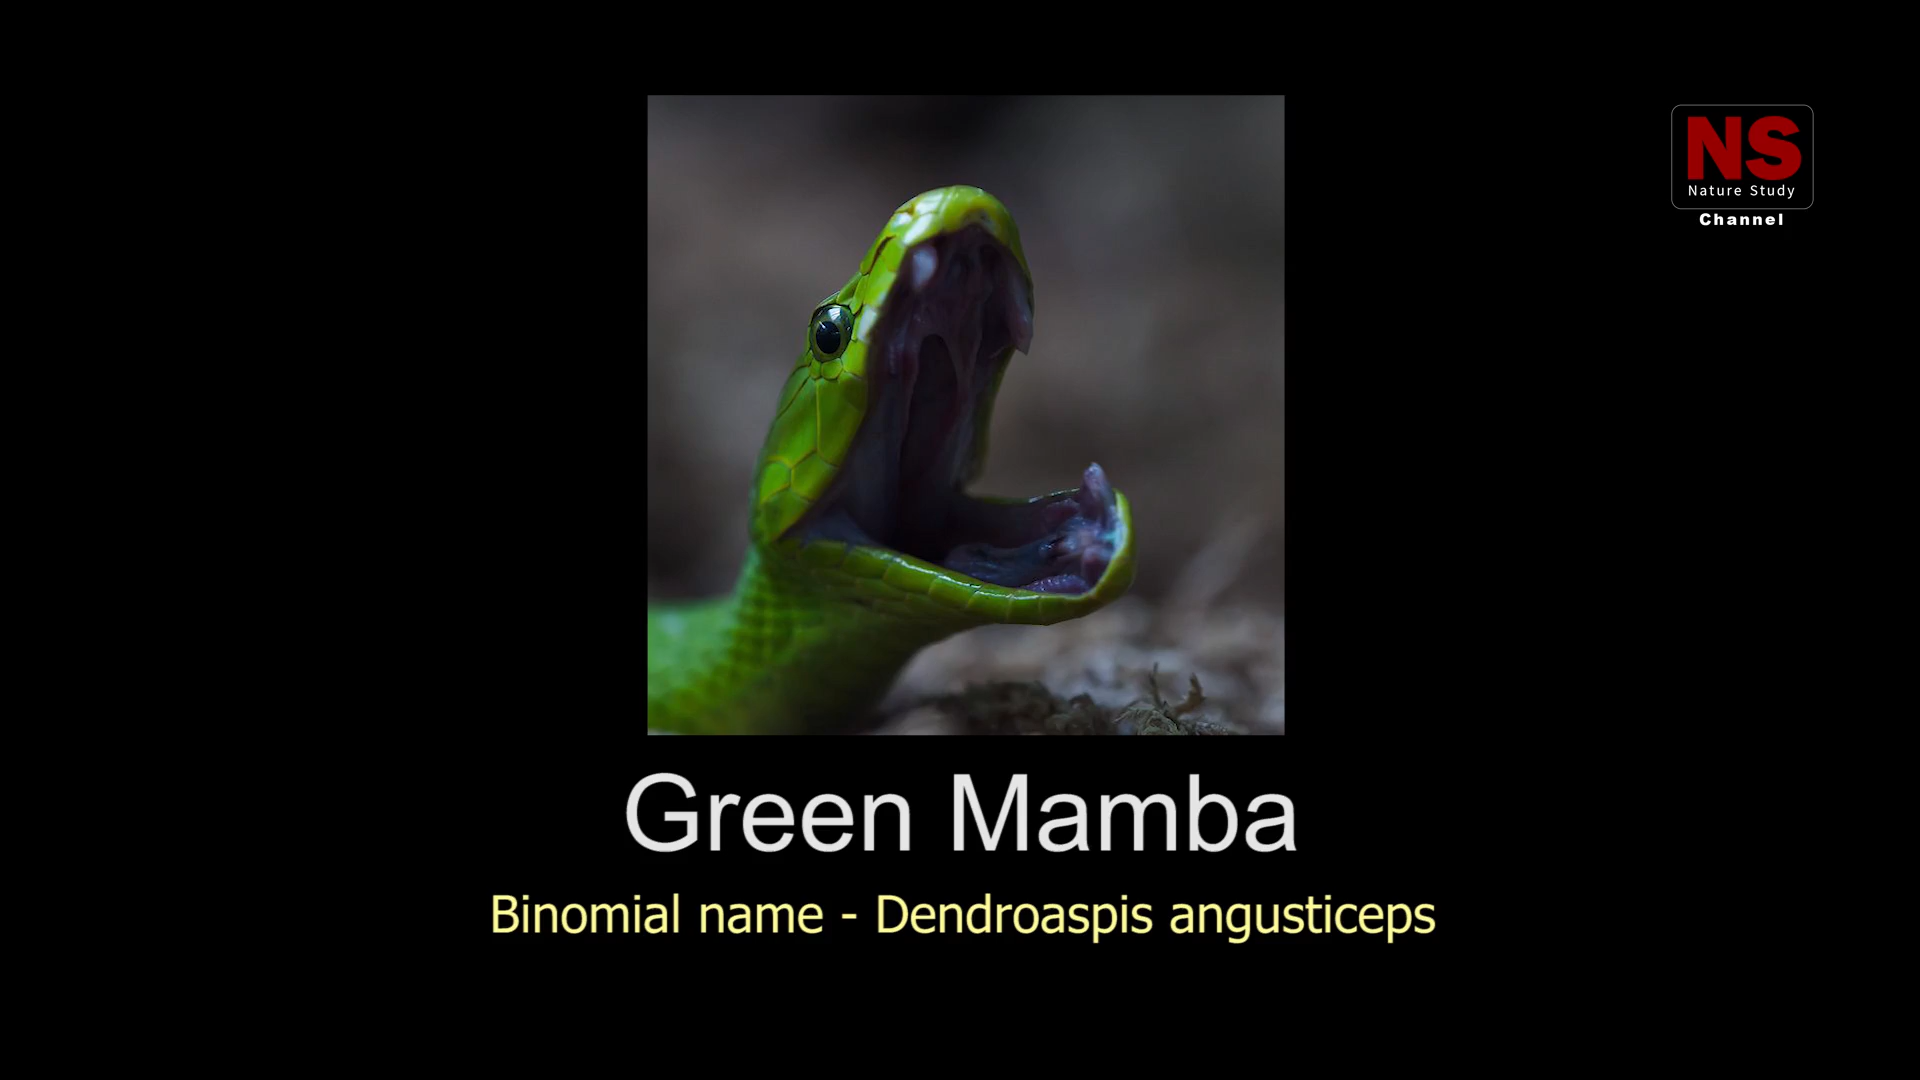 NS
Nature Study
Channel
Green Mamba
Binomial name - Dendroaspis angusticeps